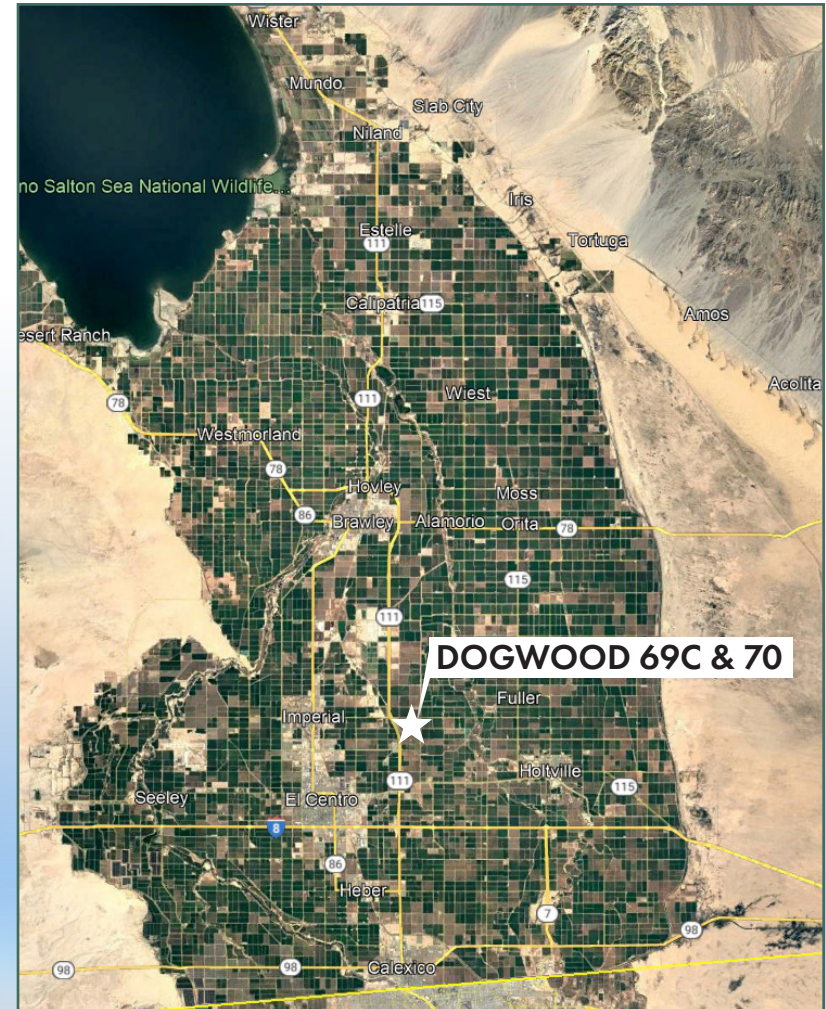 Wister
Mundo
Slab City
Niland
no Salton Sea National Wildlife...
Iris
Estelle
111
Tortuga
Calipatria 115
Amos
esert Ranch
Acolita
Wiest
111
78
Westmorland
78
Hovley
Moss
86
Brawley Alamorio Orita 78
115
111
DOGWOOD 69C & 70
Fuller
Imperial
Holtville
111
115
Seeley
El Centro
8
86
Heber
7
98
98
98
Calexico